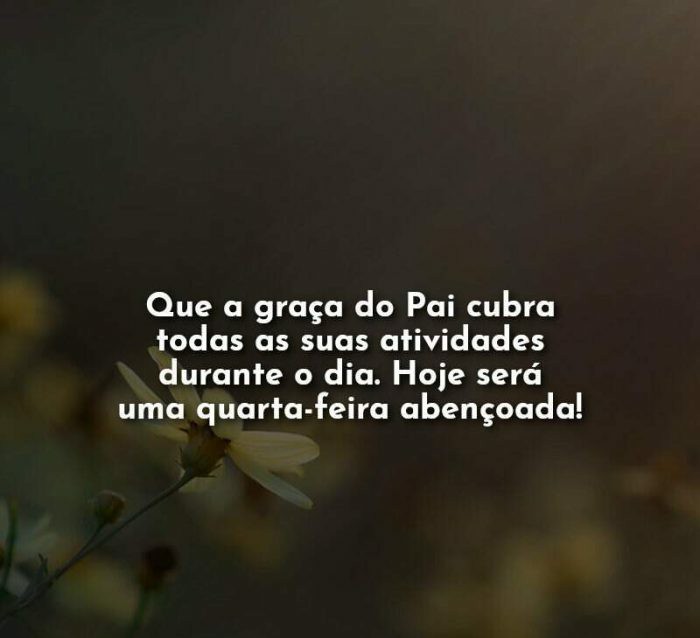 Que a graça do Pai cubra
todas as suas atividades
durante o dia. Hoje será
uma quarta-feira abençoada!